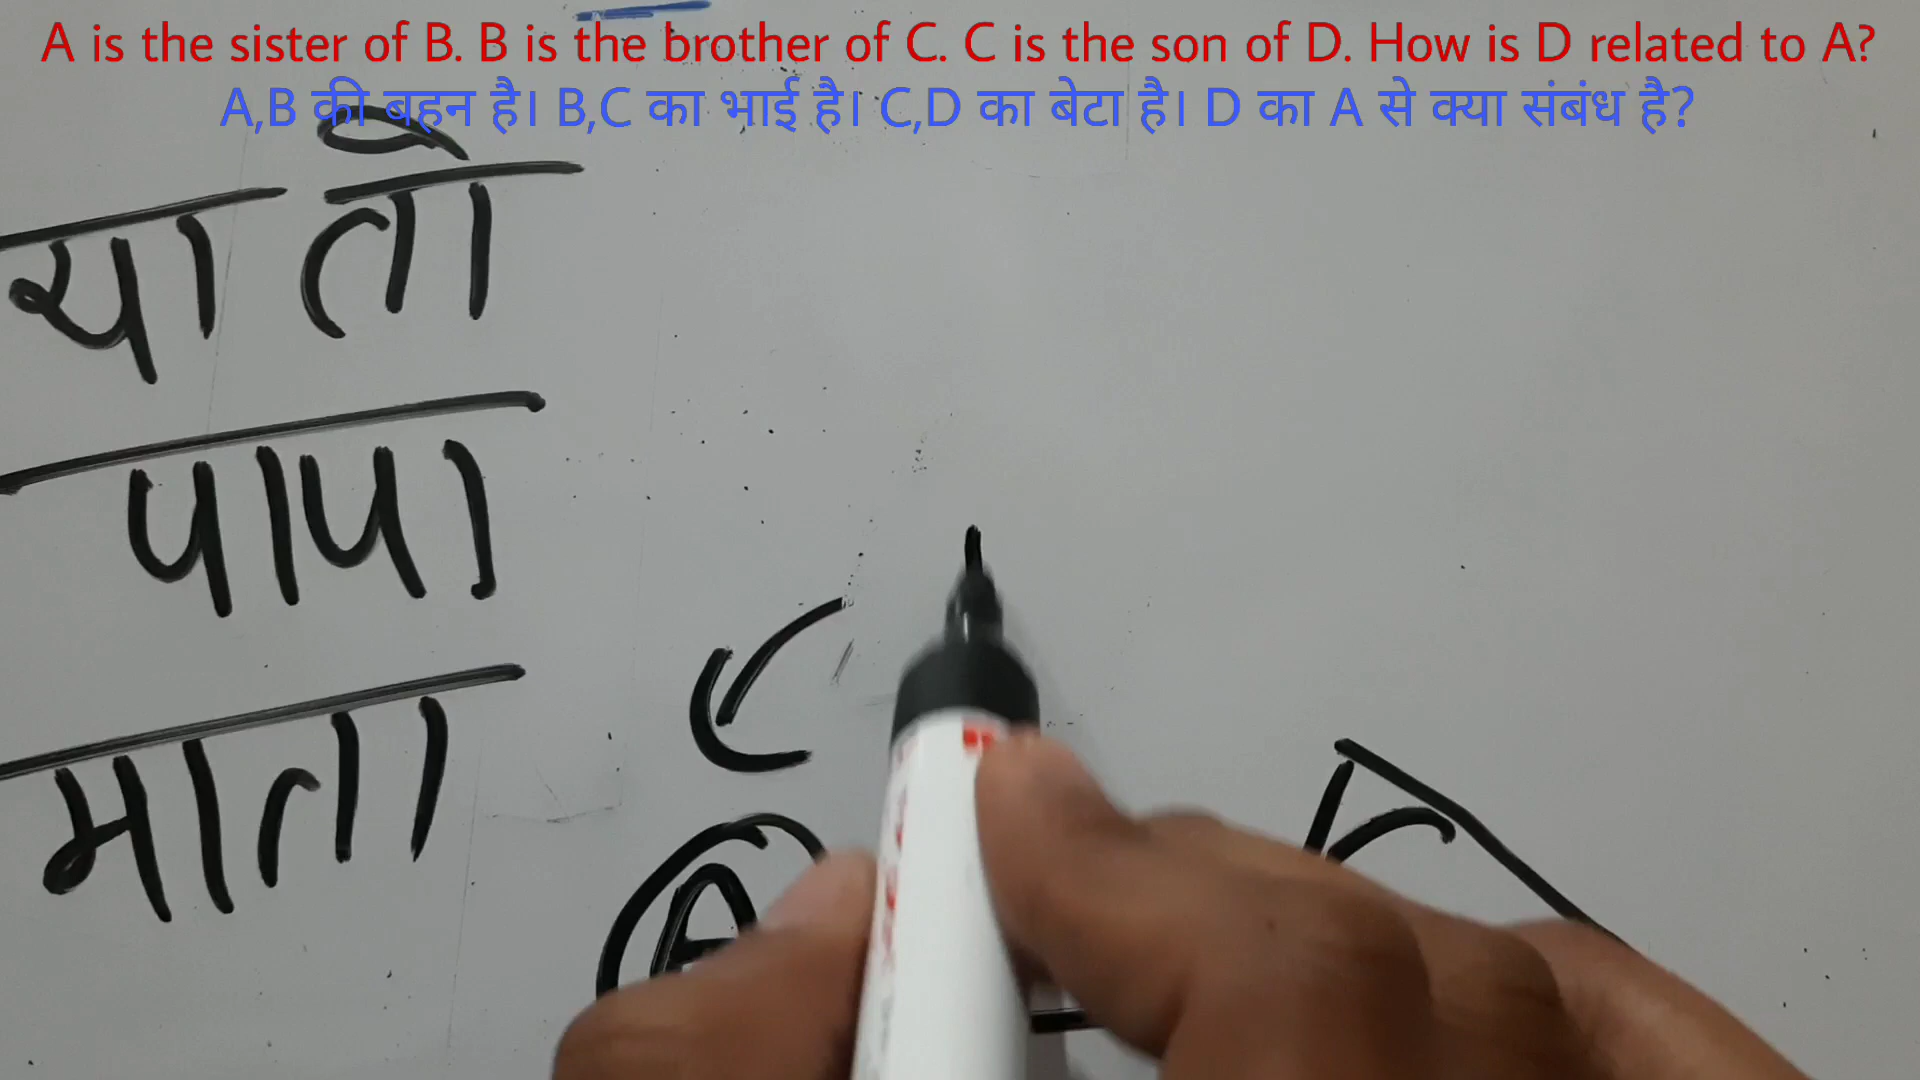 A is the sister of B. B is the brother of C. C is the son of D. How is D related to A?
A,B की बहन है। B,C का भाई है। C,D का बेटा है। D का A से क्या संबंध है?
या तो
पापा
माता
A